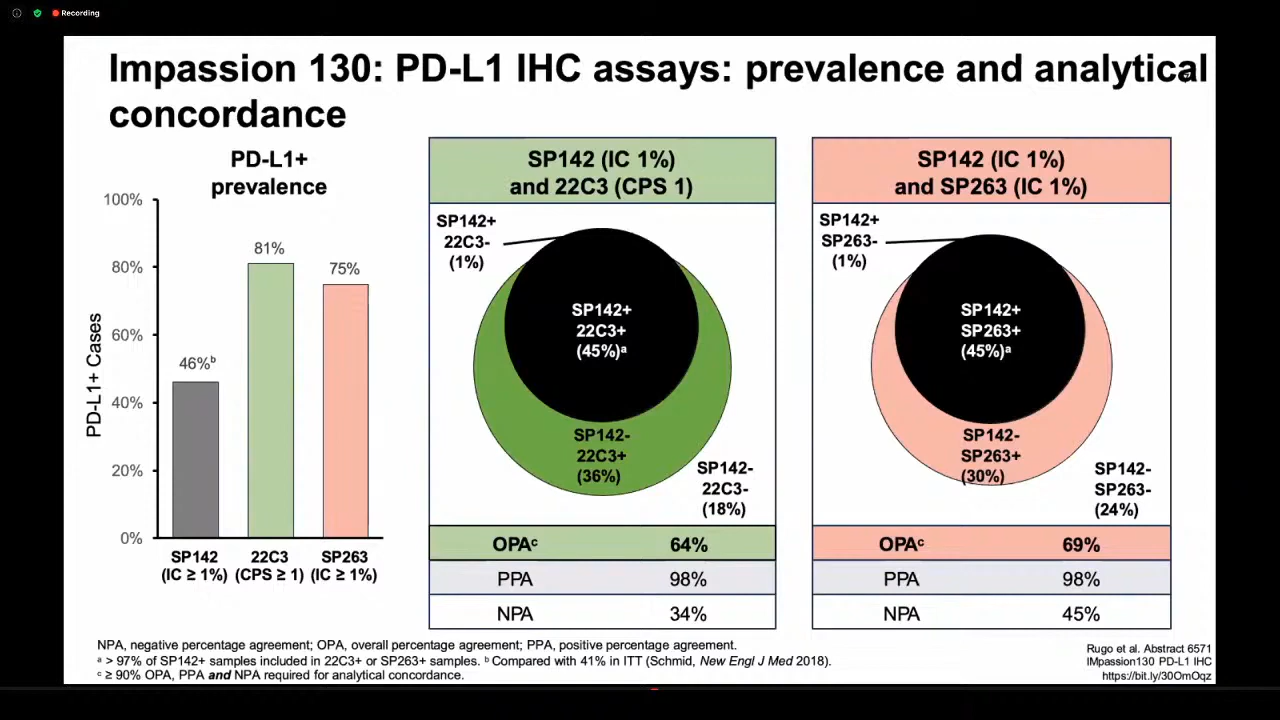 Recording
Impassion 130: PD-L1 IHC assays: prevalence and analytical
concordance
PD-L1+
prevalence
PD-L1+ Cases
100%
80%
60%
40%
20%
0%
46%ᵇ
81%
75%
SP142
(IC ≥ 1%)
22C3
(CPS ≥ 1)
SP263
(IC ≥ 1%)
SP142 (IC 1%)
and 22C3 (CPS 1)
SP142+
22C3-
(1%)
SP142+
22C3+
(45%)ᵃ
SP142-
22C3+
(36%)
SP142-
22C3-
(18%)
OPAᶜ 64%
PPA 98%
NPA 34%
SP142 (IC 1%)
and SP263 (IC 1%)
SP142+
SP263-
(1%)
SP142+
SP263+
(45%)ᵃ
SP142-
SP263+
(30%)
SP142-
SP263-
(24%)
OPAᶜ 69%
PPA 98%
NPA 45%
NPA, negative percentage agreement; OPA, overall percentage agreement; PPA, positive percentage agreement.
ᵃ > 97% of SP142+ samples included in 22C3+ or SP263+ samples. ᵇ Compared with 41% in ITT (Schmid, New Engl J Med 2018).
ᶜ ≥ 90% OPA, PPA and NPA required for analytical concordance.
Rugo et al. Abstract 6571
IMpassion130 PD-L1 IHC
https://bit.ly/30OmOqz